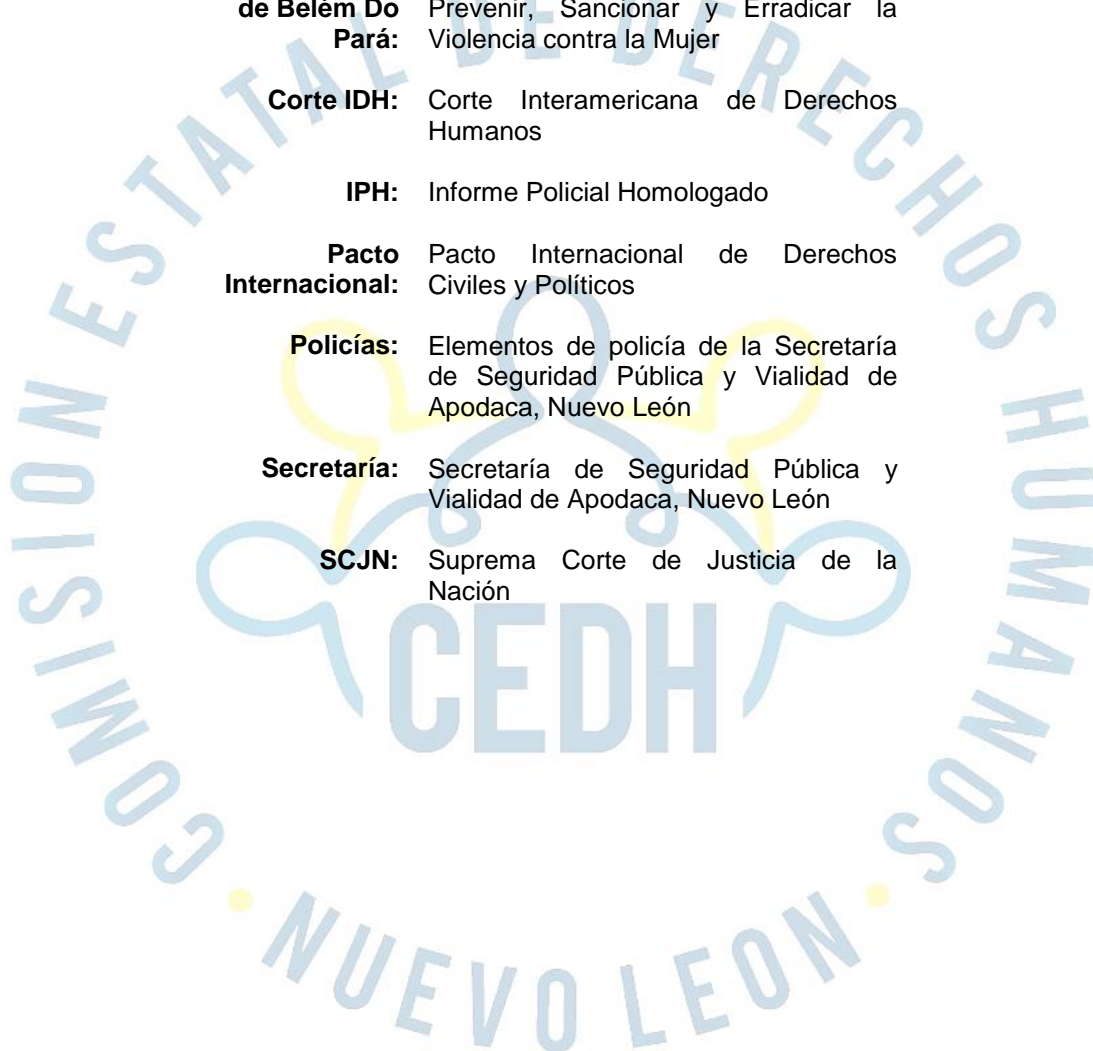 de Belém Do Prevenir, Sancionar y Erradicar la
Pará: Violencia contra la Mujer
Corte IDH: Corte Interamericana de Derechos
Humanos
IPH: Informe Policial Homologado
Pacto Pacto Internacional de Derechos
Internacional: Civiles y Políticos
Policías: Elementos de policía de la Secretaría
de Seguridad Pública y Vialidad de
Apodaca, Nuevo León
Secretaría: Secretaría de Seguridad Pública y
Vialidad de Apodaca, Nuevo León
SCJN: Suprema Corte de Justicia de la
Nación
COMISION ESTATAL DE DERECHOS HUMANOS
CEDH
NUEVO LEON